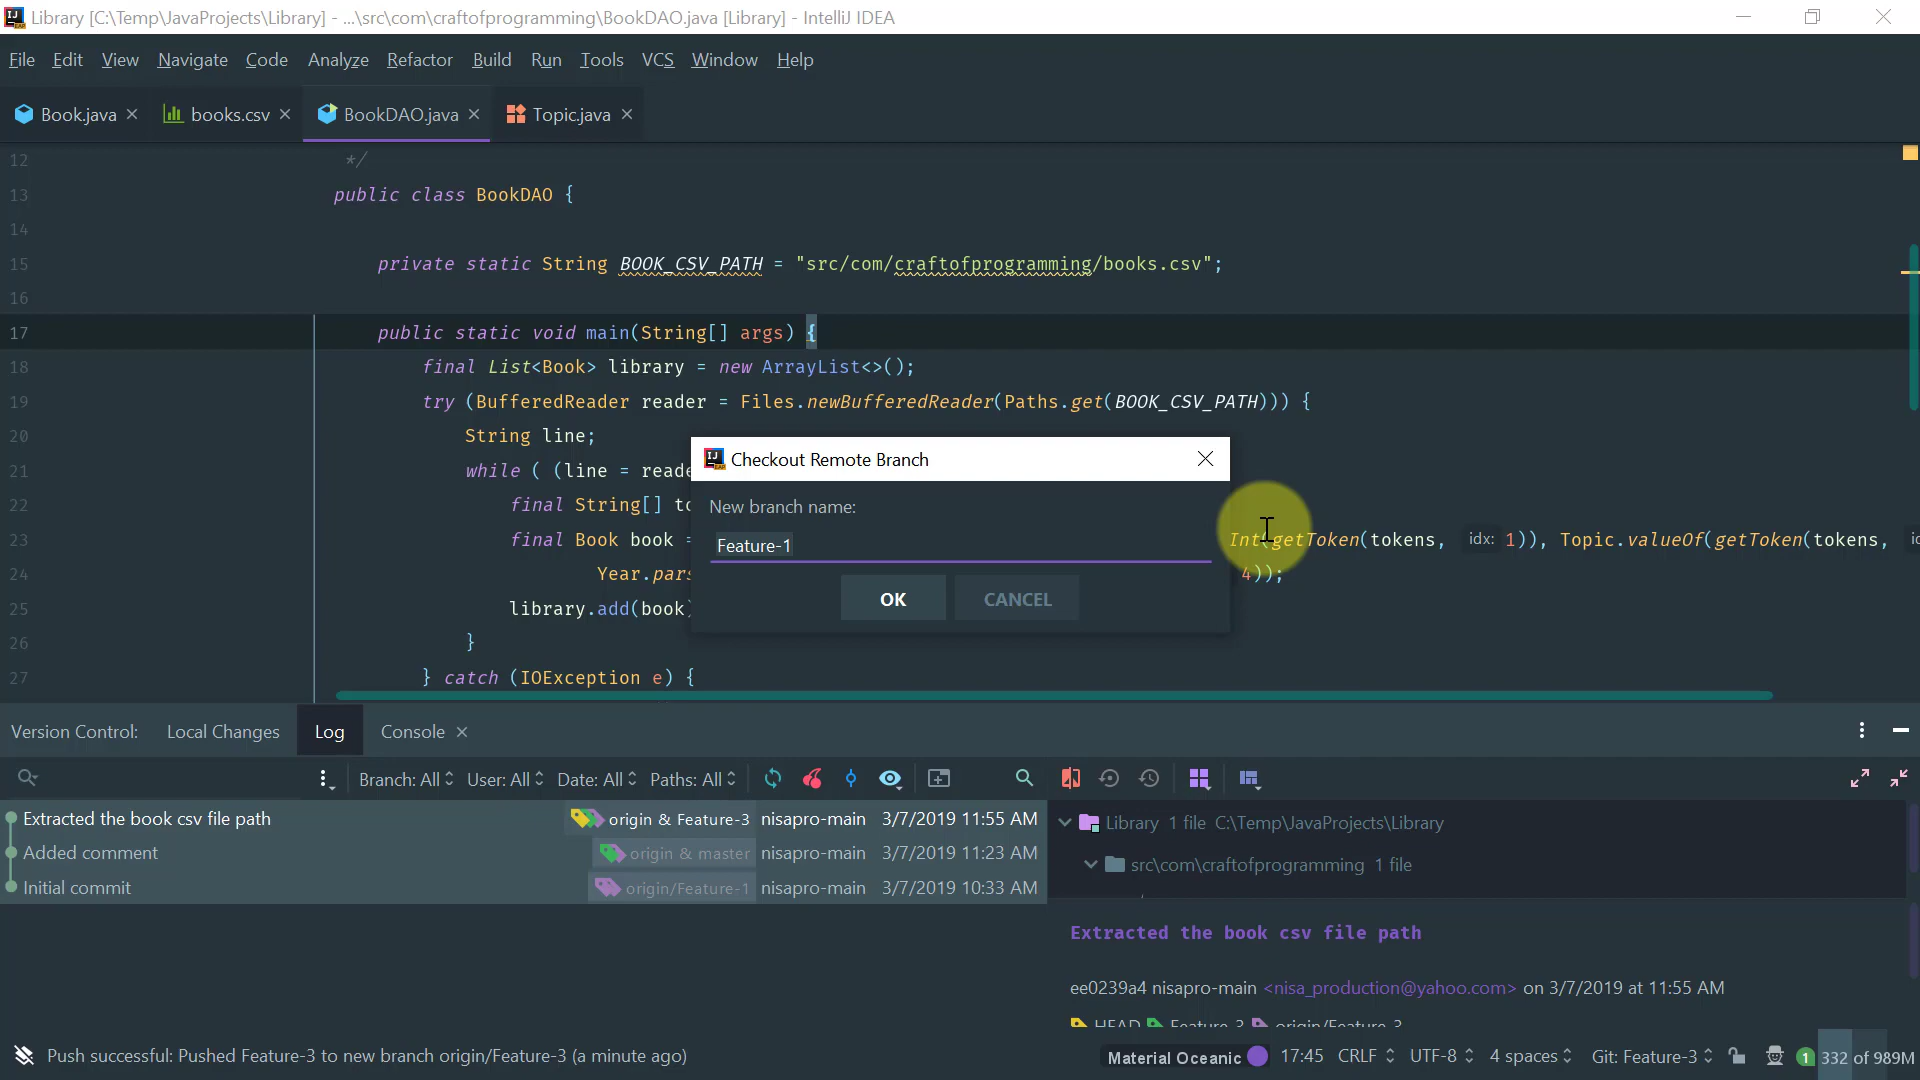 Library [C:\Temp\JavaProjects\Library] - ...\src\com\craftofprogramming\BookDAO.java [Library] - IntelliJ IDEA
File Edit View Navigate Code Analyze Refactor Build Run Tools VCS Window Help
Book.java books.csv BookDAO.java Topic.java
12 */
13 public class BookDAO {
14
15 private static String BOOK_CSV_PATH = "src/com/craftofprogramming/books.csv";
16
17 public static void main(String[] args) {
18 final List<Book> library = new ArrayList<>();
19 try (BufferedReader reader = Files.newBufferedReader(Paths.get(BOOK_CSV_PATH))) {
20 String line;
21 while ( (line = reade
22 final String[] to
23 final Book book = Int(getToken(tokens, idx: 1)), Topic.valueOf(getToken(tokens,
24 Year.pars 4));
25 library.add(book)
26 }
27 } catch (IOException e) {
Checkout Remote Branch
New branch name:
Feature-1
OK CANCEL
Version Control: Local Changes Log Console
Branch: All User: All Date: All Paths: All
Extracted the book csv file path origin & Feature-3 nisapro-main 3/7/2019 11:55 AM
Added comment origin & master nisapro-main 3/7/2019 11:23 AM
Initial commit origin/Feature-1 nisapro-main 3/7/2019 10:33 AM
Library 1 file C:\Temp\JavaProjects\Library
src\com\craftofprogramming 1 file
Extracted the book csv file path
ee0239a4 nisapro-main <nisa_production@yahoo.com> on 3/7/2019 at 11:55 AM
HEAD Feature-3 origin/Feature-3
Push successful: Pushed Feature-3 to new branch origin/Feature-3 (a minute ago)
Material Oceanic 17:45 CRLF UTF-8 4 spaces Git: Feature-3 1 332 of 989M